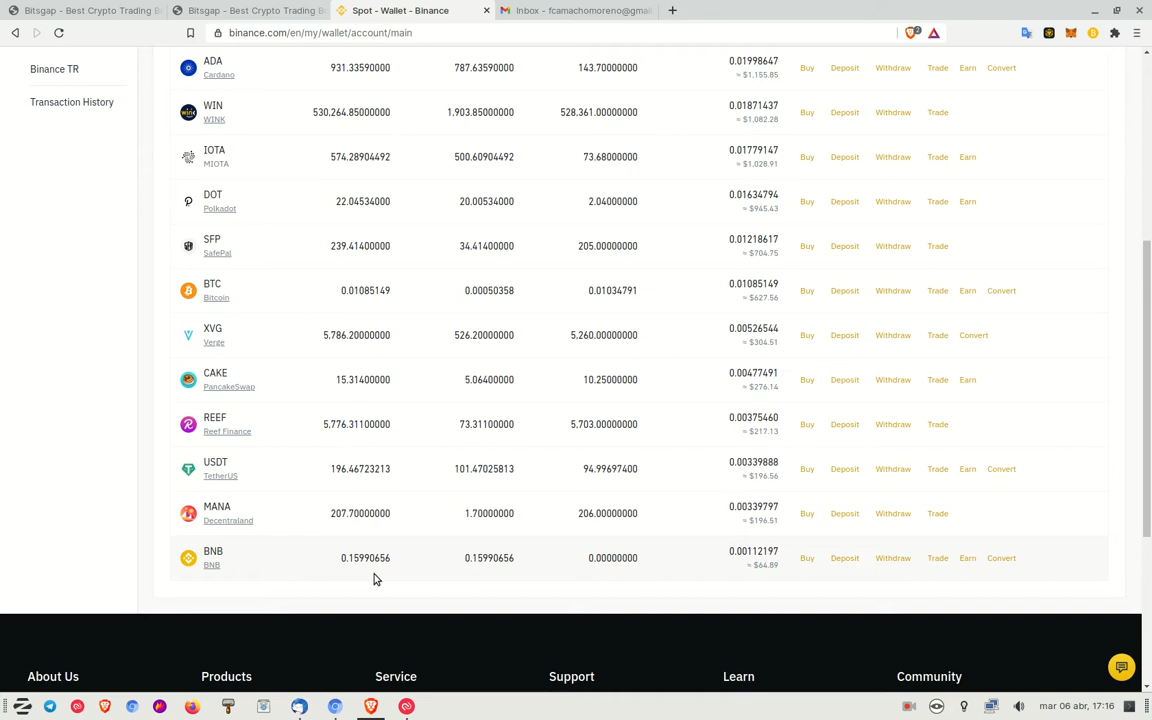 Bitsgap - Best Crypto Trading B
Bitsgap - Best Crypto Trading B
Spot - Wallet - Binance
Inbox - fcamachomoreno@gmail.
binance.com/en/my/wallet/account/main
2
Binance TR
Transaction History
ADA 931.33590000 787.63590000 143.70000000 0.01998647 Buy Deposit Withdraw Trade Earn Convert
Cardano ≈ $1,155.85
WIN 530,264.85000000 1,903.85000000 528,361.00000000 0.01871437 Buy Deposit Withdraw Trade
WINK ≈ $1,082.28
IOTA 574.28904492 500.60904492 73.68000000 0.01779147 Buy Deposit Withdraw Trade Earn
MIOTA ≈ $1,028.91
DOT 22.04534000 20.00534000 2.04000000 0.01634794 Buy Deposit Withdraw Trade Earn
Polkadot ≈ $945.43
SFP 239.41400000 34.41400000 205.00000000 0.01218617 Buy Deposit Withdraw Trade
SafePal ≈ $704.75
BTC 0.01085149 0.00050358 0.01034791 0.01085149 Buy Deposit Withdraw Trade Earn Convert
Bitcoin ≈ $627.56
XVG 5,786.20000000 526.20000000 5,260.00000000 0.00526544 Buy Deposit Withdraw Trade Convert
Verge ≈ $304.51
CAKE 15.31400000 5.06400000 10.25000000 0.00477491 Buy Deposit Withdraw Trade Earn
PancakeSwap ≈ $276.14
REEF 5,776.31100000 73.31100000 5,703.00000000 0.00375460 Buy Deposit Withdraw Trade
Reef Finance ≈ $217.13
USDT 196.46723213 101.47025813 94.99697400 0.00339888 Buy Deposit Withdraw Trade Earn Convert
TetherUS ≈ $196.56
MANA 207.70000000 1.70000000 206.00000000 0.00339797 Buy Deposit Withdraw Trade
Decentraland ≈ $196.51
BNB 0.15990656 0.15990656 0.00000000 0.00112197 Buy Deposit Withdraw Trade Earn Convert
BNB ≈ $64.89
About Us Products Service Support Learn Community
mar 06 abr, 17:16